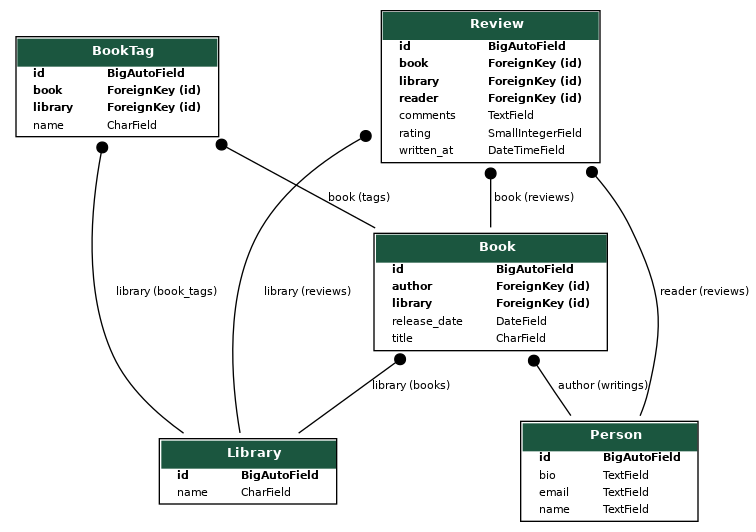 Review
id BigAutoField
book ForeignKey (id)
library ForeignKey (id)
reader ForeignKey (id)
comments TextField
rating SmallIntegerField
written_at DateTimeField
BookTag
id BigAutoField
book ForeignKey (id)
library ForeignKey (id)
name CharField
book (tags)
book (reviews)
Book
id BigAutoField
author ForeignKey (id)
library ForeignKey (id)
release_date DateField
title CharField
library (book_tags)
library (reviews)
reader (reviews)
library (books)
author (writings)
Library
id BigAutoField
name CharField
Person
id BigAutoField
bio TextField
email TextField
name TextField